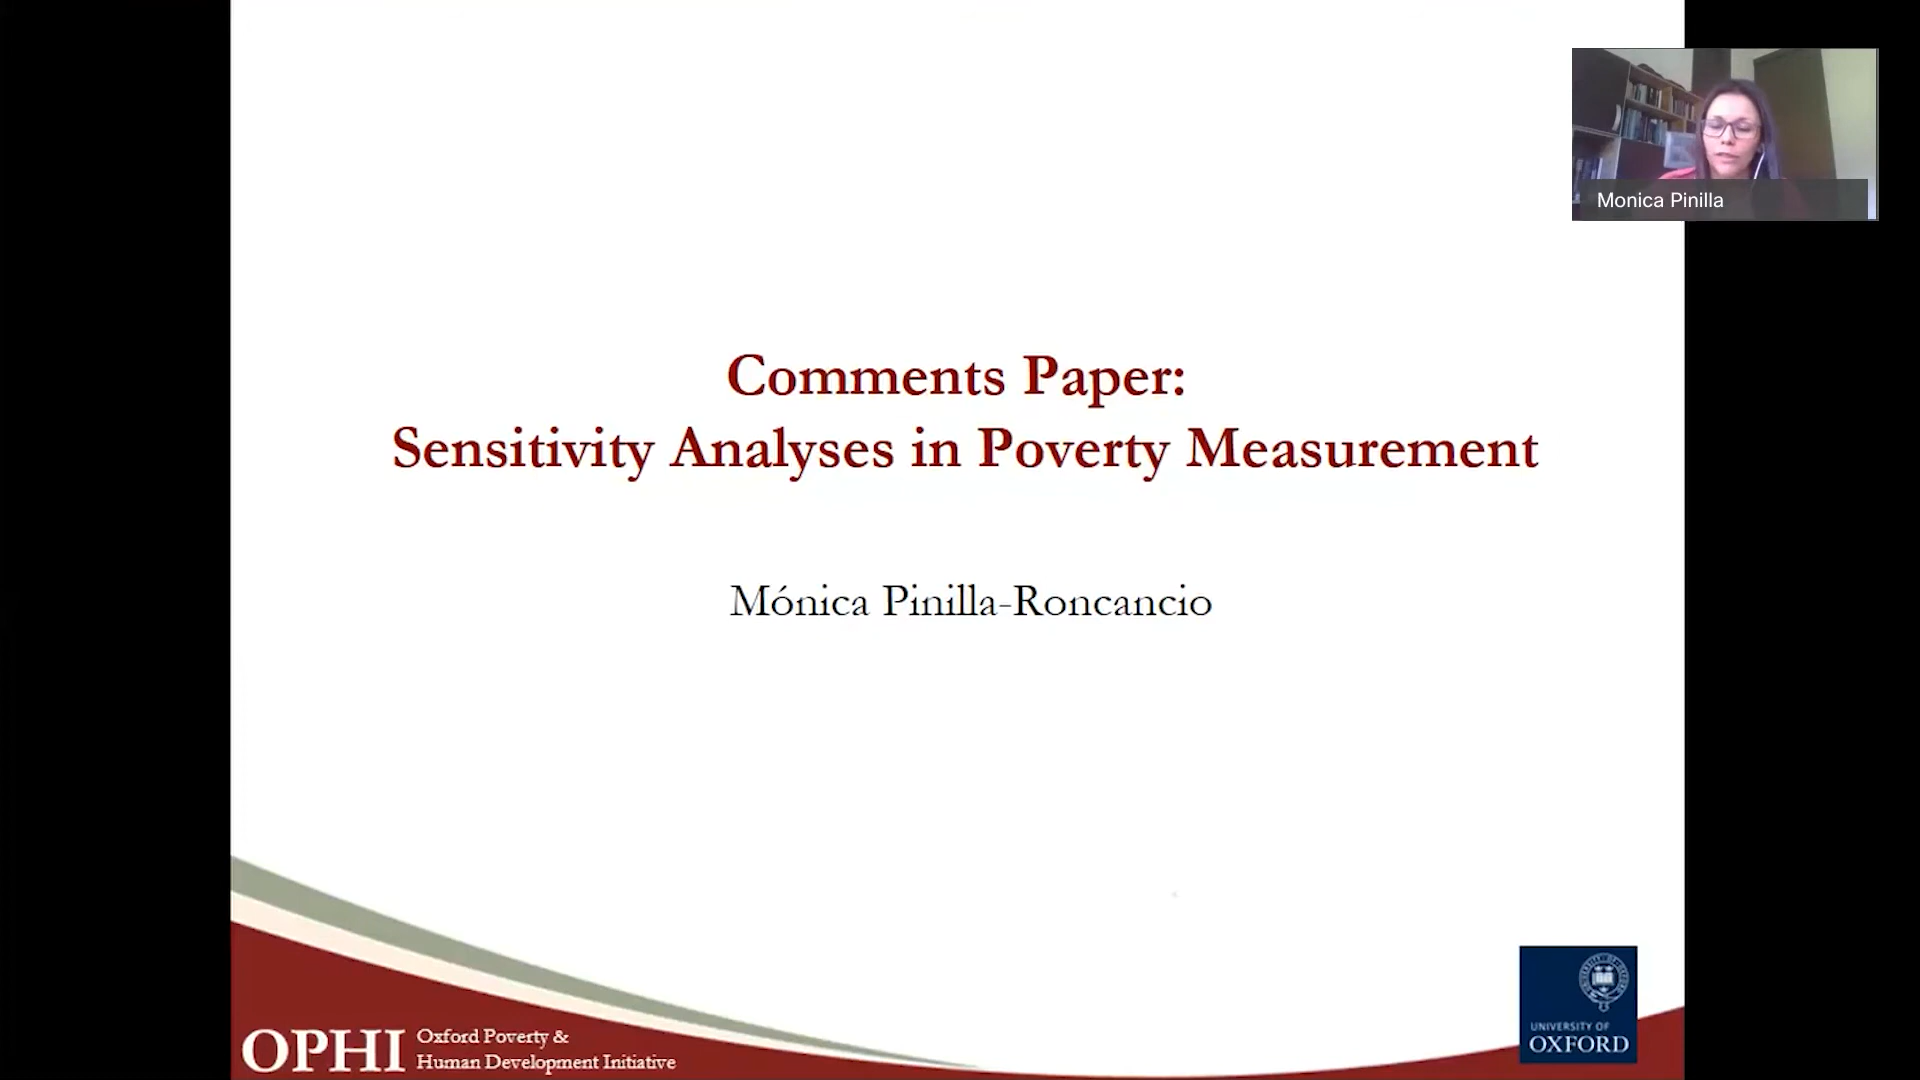 Monica Pinilla
Comments Paper:
Sensitivity Analyses in Poverty Measurement
Mónica Pinilla-Roncancio
OPHI
Oxford Poverty &
Human Development Initiative
UNIVERSITY OF
OXFORD